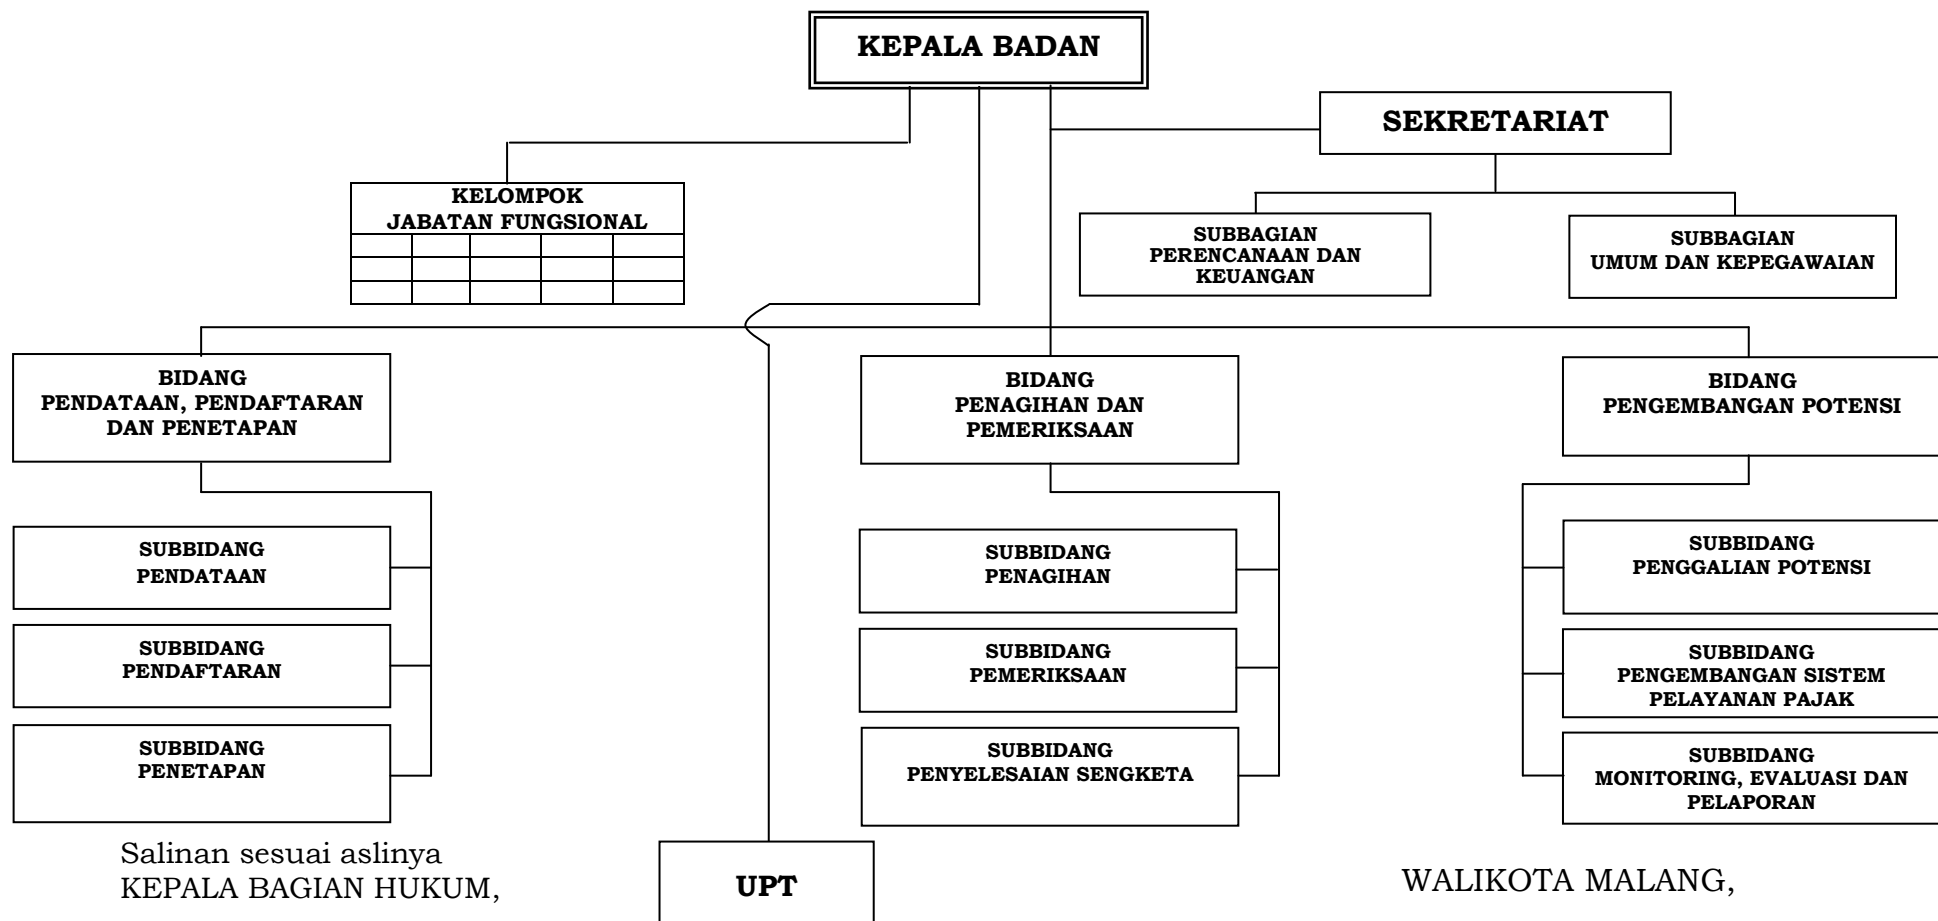 KEPALA BADAN
SEKRETARIAT
KELOMPOK
JABATAN FUNGSIONAL
SUBBAGIAN
PERENCANAAN DAN
KEUANGAN
SUBBAGIAN
UMUM DAN KEPEGAWAIAN
BIDANG
PENDATAAN, PENDAFTARAN
DAN PENETAPAN
BIDANG
PENAGIHAN DAN
PEMERIKSAAN
BIDANG
PENGEMBANGAN POTENSI
SUBBIDANG
PENDATAAN
SUBBIDANG
PENDAFTARAN
SUBBIDANG
PENETAPAN
SUBBIDANG
PENAGIHAN
SUBBIDANG
PEMERIKSAAN
SUBBIDANG
PENYELESAIAN SENGKETA
SUBBIDANG
PENGGALIAN POTENSI
SUBBIDANG
PENGEMBANGAN SISTEM
PELAYANAN PAJAK
SUBBIDANG
MONITORING, EVALUASI DAN
PELAPORAN
Salinan sesuai aslinya
KEPALA BAGIAN HUKUM,
UPT
WALIKOTA MALANG,